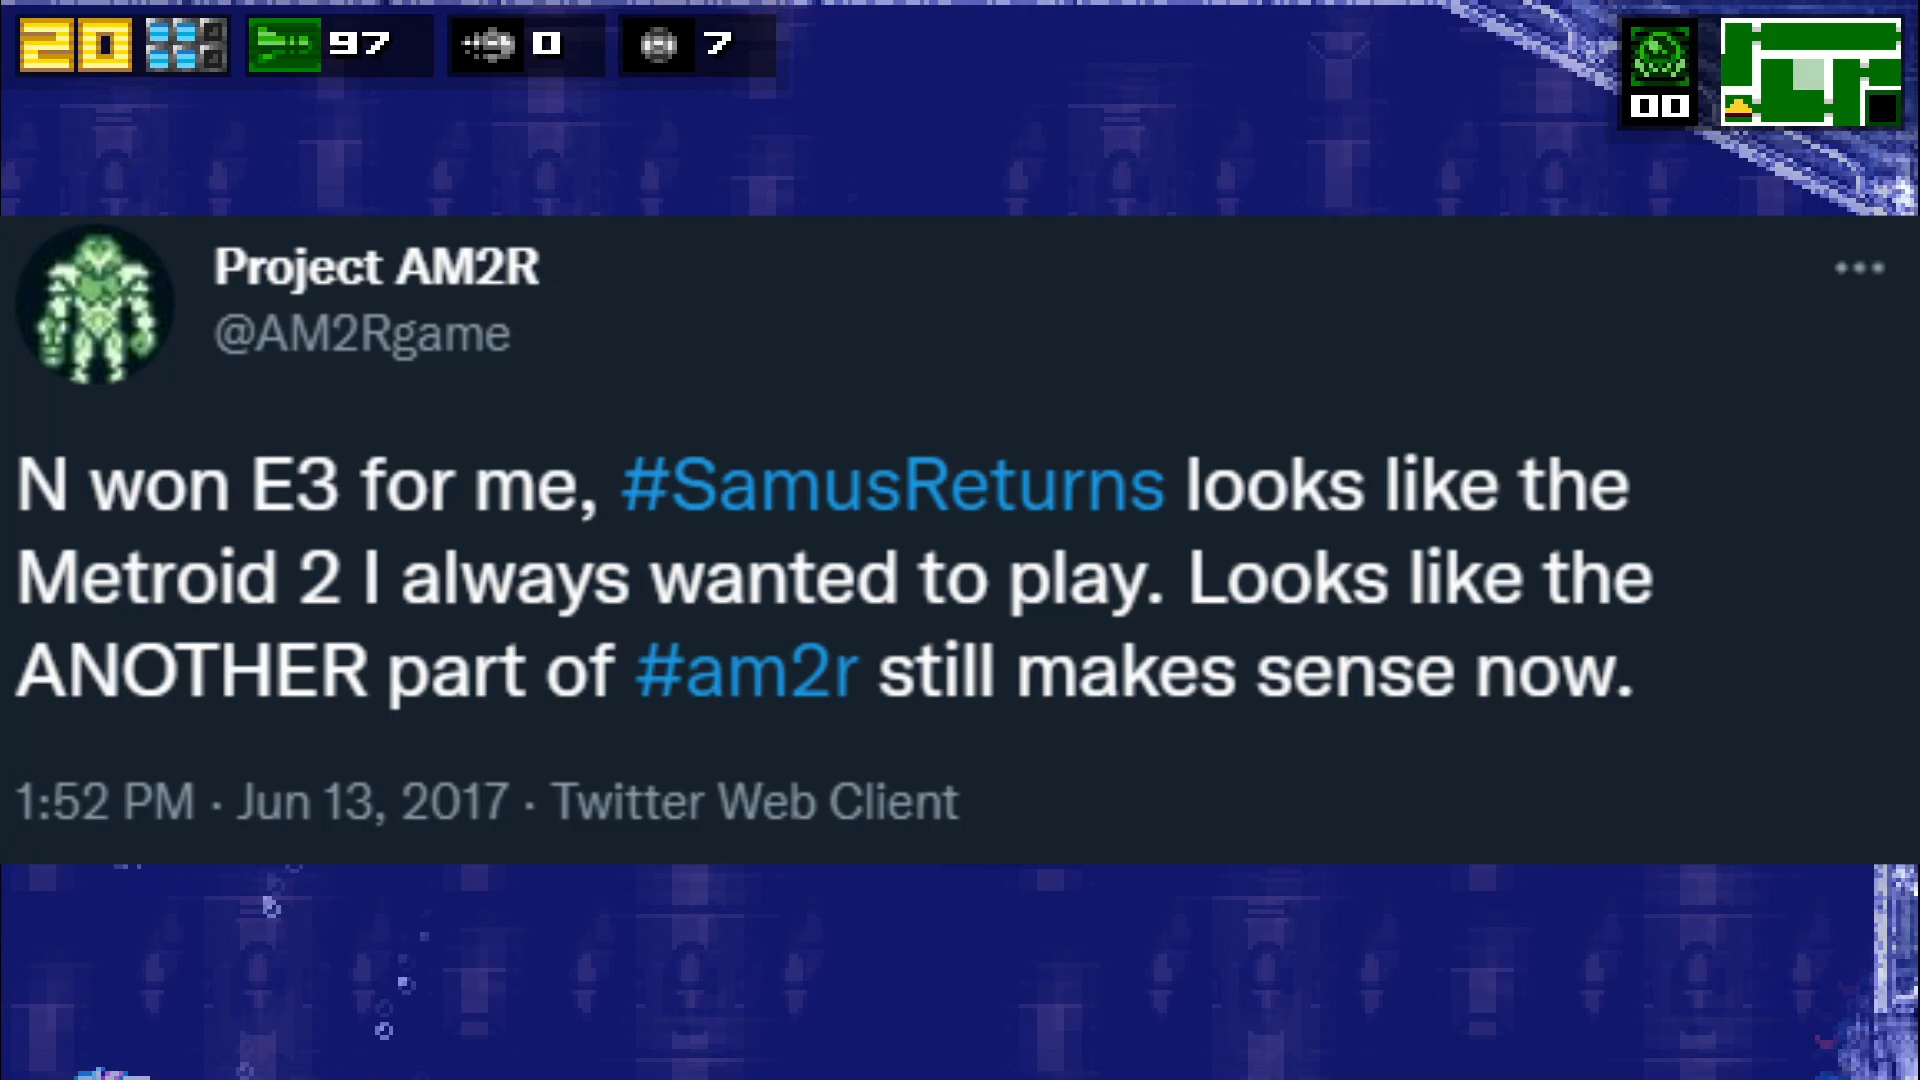 20 97 0 7
00
Project AM2R
@AM2Rgame
N won E3 for me, #SamusReturns looks like the
Metroid 2 I always wanted to play. Looks like the
ANOTHER part of #am2r still makes sense now.
1:52 PM · Jun 13, 2017 · Twitter Web Client